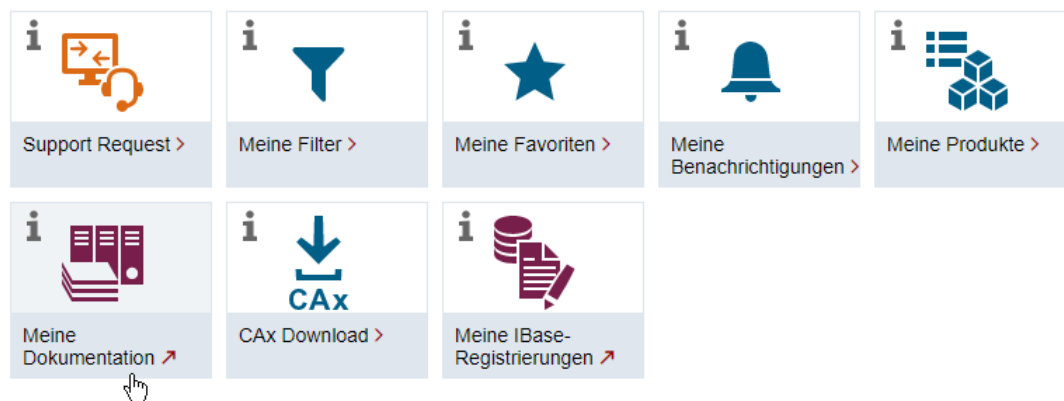 Support Request >
Meine Filter >
Meine Favoriten >
Meine
Benachrichtigungen >
Meine Produkte >
Meine
Dokumentation ↗
CAx
CAx Download >
Meine IBase-
Registrierungen ↗